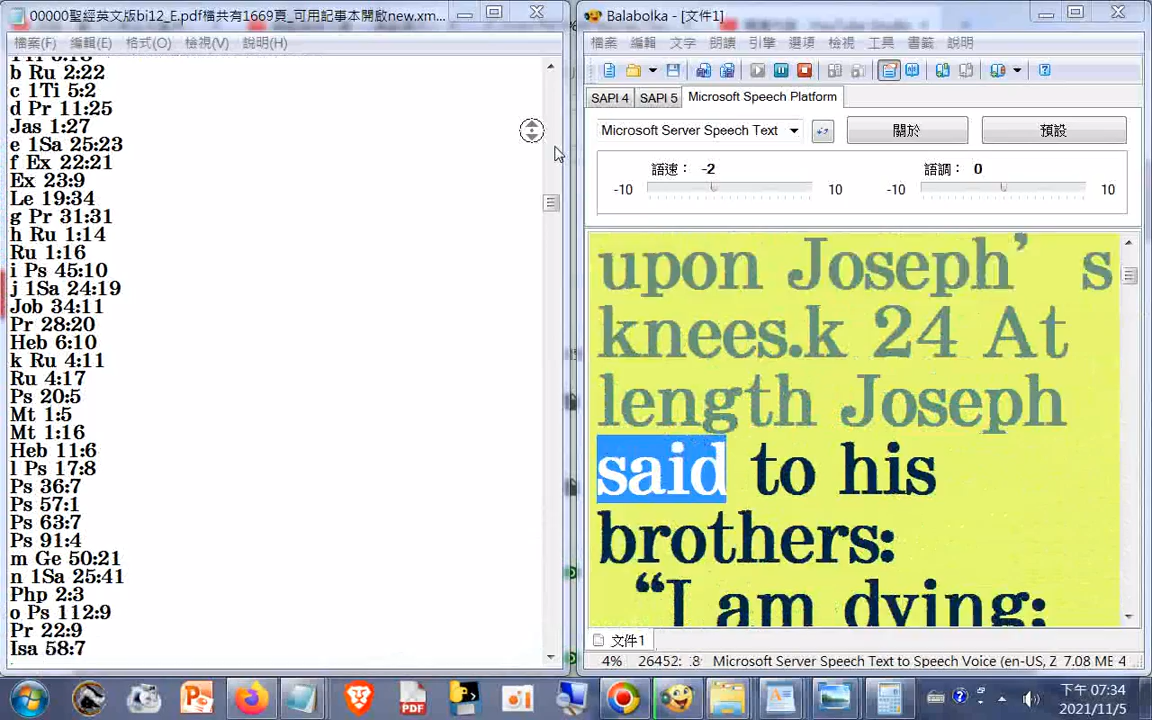 00000聖經英文版bi12_E.pdf檔共有1669頁_可用記事本開啟new.xm...
檔案(F) 編輯(E) 格式(O) 檢視(V) 說明(H)
b Ru 2:22
c 1Ti 5:2
d Pr 11:25
Jas 1:27
e 1Sa 25:23
f Ex 22:21
Ex 23:9
Le 19:34
g Pr 31:31
h Ru 1:14
Ru 1:16
i Ps 45:10
j 1Sa 24:19
Job 34:11
Pr 28:20
Heb 6:10
k Ru 4:11
Ru 4:17
Ps 20:5
Mt 1:5
Mt 1:16
Heb 11:6
l Ps 17:8
Ps 36:7
Ps 57:1
Ps 63:7
Ps 91:4
m Ge 50:21
n 1Sa 25:41
Php 2:3
o Ps 112:9
Pr 22:9
Isa 58:7
Balabolka - [文件1]
檔案 編輯 文字 朗讀 引擎 選項 檢視 工具 書籤 說明
SAPI 4 SAPI 5 Microsoft Speech Platform
Microsoft Server Speech Text 關於 預設
語速： -2 語調： 0
-10 10 -10 10
upon Joseph’s
knees.k 24 At
length Joseph
said to his
brothers:
“I am dying;
文件1
4% 26452: Microsoft Server Speech Text to Speech Voice (en-US, Z 7.08 ME 4
PDF
下午 07:34
2021/11/5